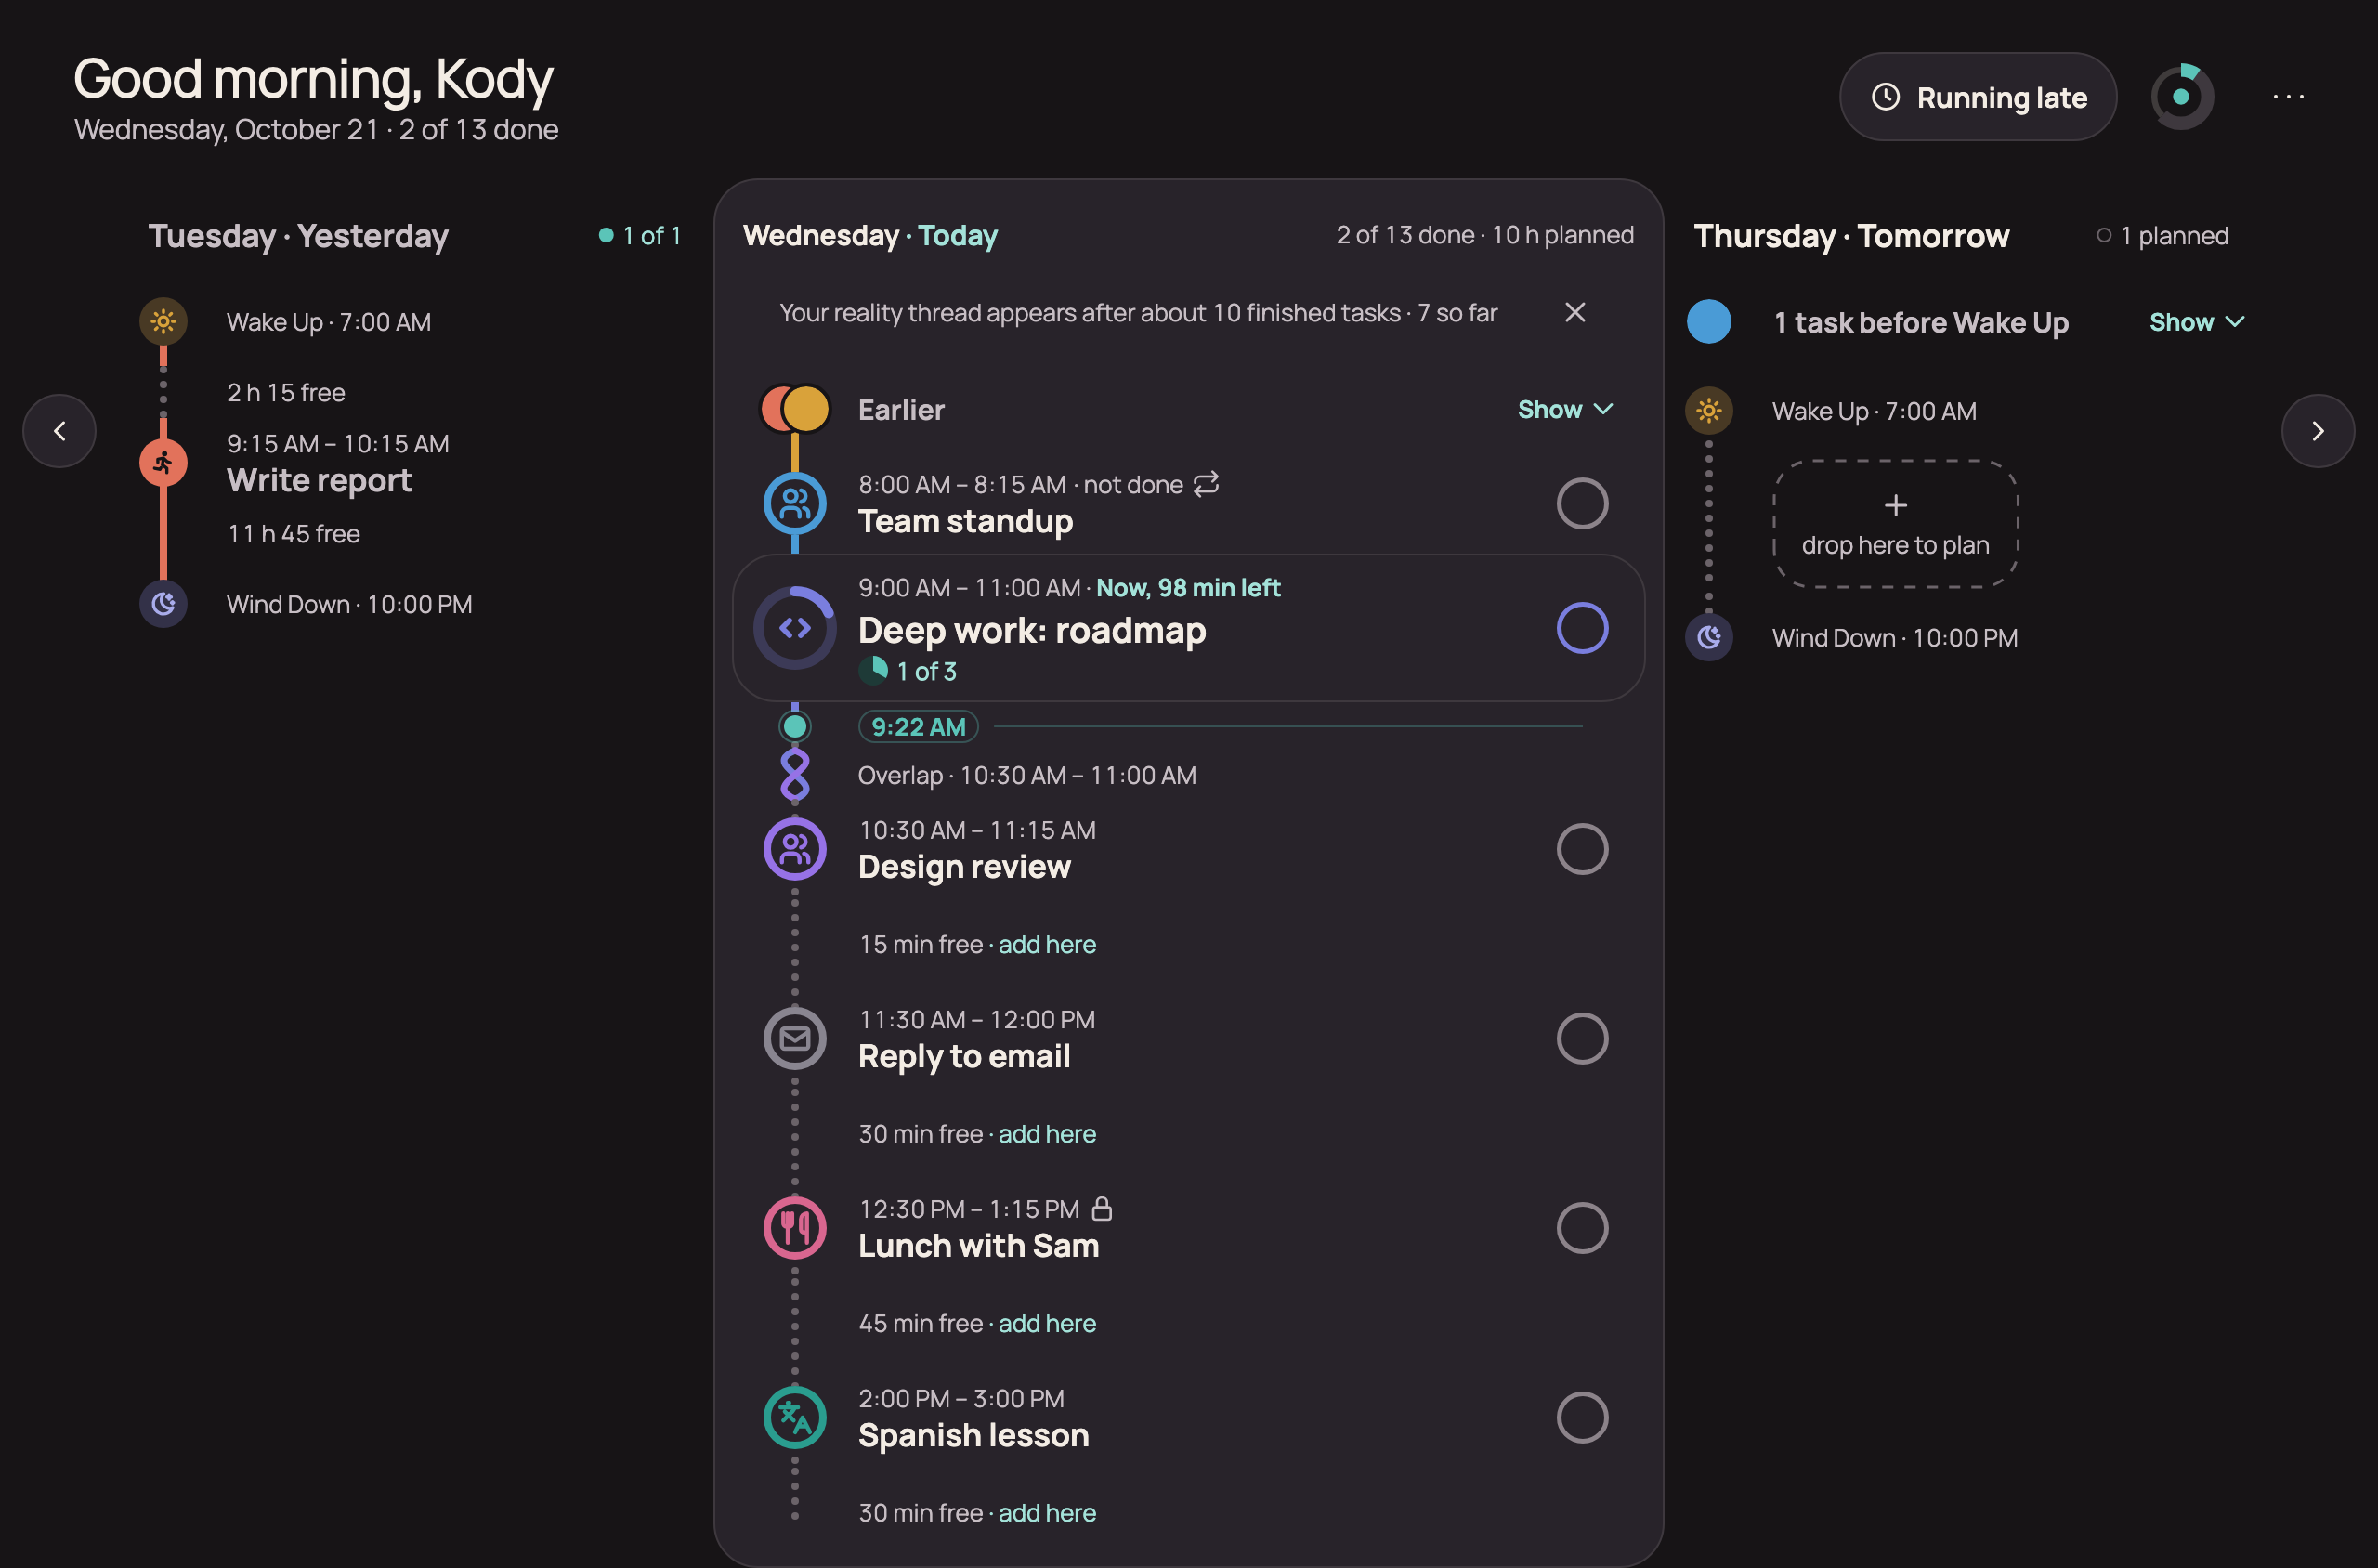 Good morning, Kody
Wednesday, October 21 · 2 of 13 done
Running late
Tuesday · Yesterday
1 of 1
Wake Up · 7:00 AM
2 h 15 free
9:15 AM – 10:15 AM
Write report
11 h 45 free
Wind Down · 10:00 PM
Wednesday · Today
2 of 13 done · 10 h planned
Your reality thread appears after about 10 finished tasks · 7 so far
Earlier
Show
8:00 AM – 8:15 AM · not done
Team standup
9:00 AM – 11:00 AM · Now, 98 min left
Deep work: roadmap
1 of 3
9:22 AM
Overlap · 10:30 AM – 11:00 AM
10:30 AM – 11:15 AM
Design review
15 min free · add here
11:30 AM – 12:00 PM
Reply to email
30 min free · add here
12:30 PM – 1:15 PM
Lunch with Sam
45 min free · add here
2:00 PM – 3:00 PM
Spanish lesson
30 min free · add here
Thursday · Tomorrow
1 planned
1 task before Wake Up
Show
Wake Up · 7:00 AM
drop here to plan
Wind Down · 10:00 PM